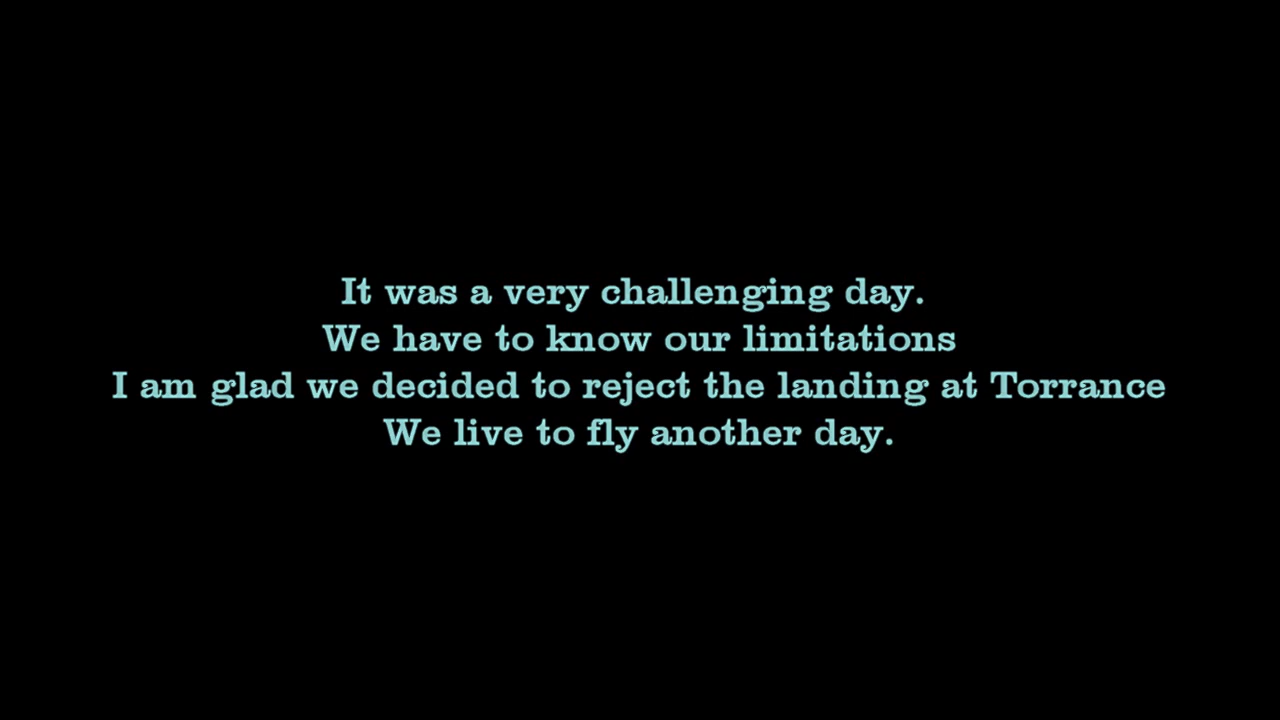 It was a very challenging day.
We have to know our limitations
I am glad we decided to reject the landing at Torrance
We live to fly another day.